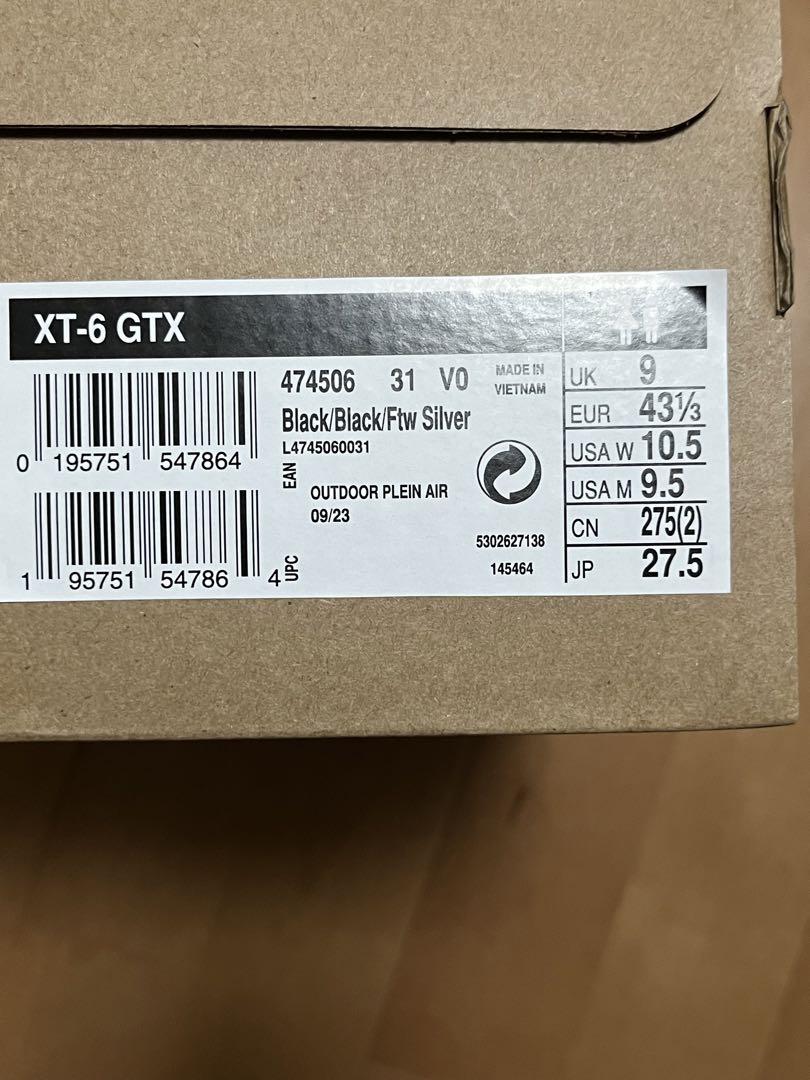 XT-6 GTX
474506 31 V0
MADE IN
VIETNAM
Black/Black/Ftw Silver
L4745060031
0 195751 547864
EAN
OUTDOOR PLEIN AIR
09/23
5302627138
145464
1 95751 54786 4
UPC
UK 9
EUR 43⅓
USA W 10.5
USA M 9.5
CN 275(2)
JP 27.5